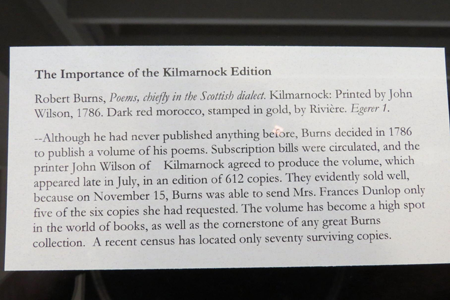 The Importance of the Kilmarnock Edition
Robert Burns, Poems, chiefly in the Scottish dialect. Kilmarnock: Printed by John
Wilson, 1786. Dark red morocco, stamped in gold, by Rivière. Egerer 1.
--Although he had never published anything before, Burns decided in 1786
to publish a volume of his poems. Subscription bills were circulated, and the
printer John Wilson of Kilmarnock agreed to produce the volume, which
appeared late in July, in an edition of 612 copies. They evidently sold well,
because on November 15, Burns was able to send Mrs. Frances Dunlop only
five of the six copies she had requested. The volume has become a high spot
in the world of books, as well as the cornerstone of any great Burns
collection. A recent census has located only seventy surviving copies.